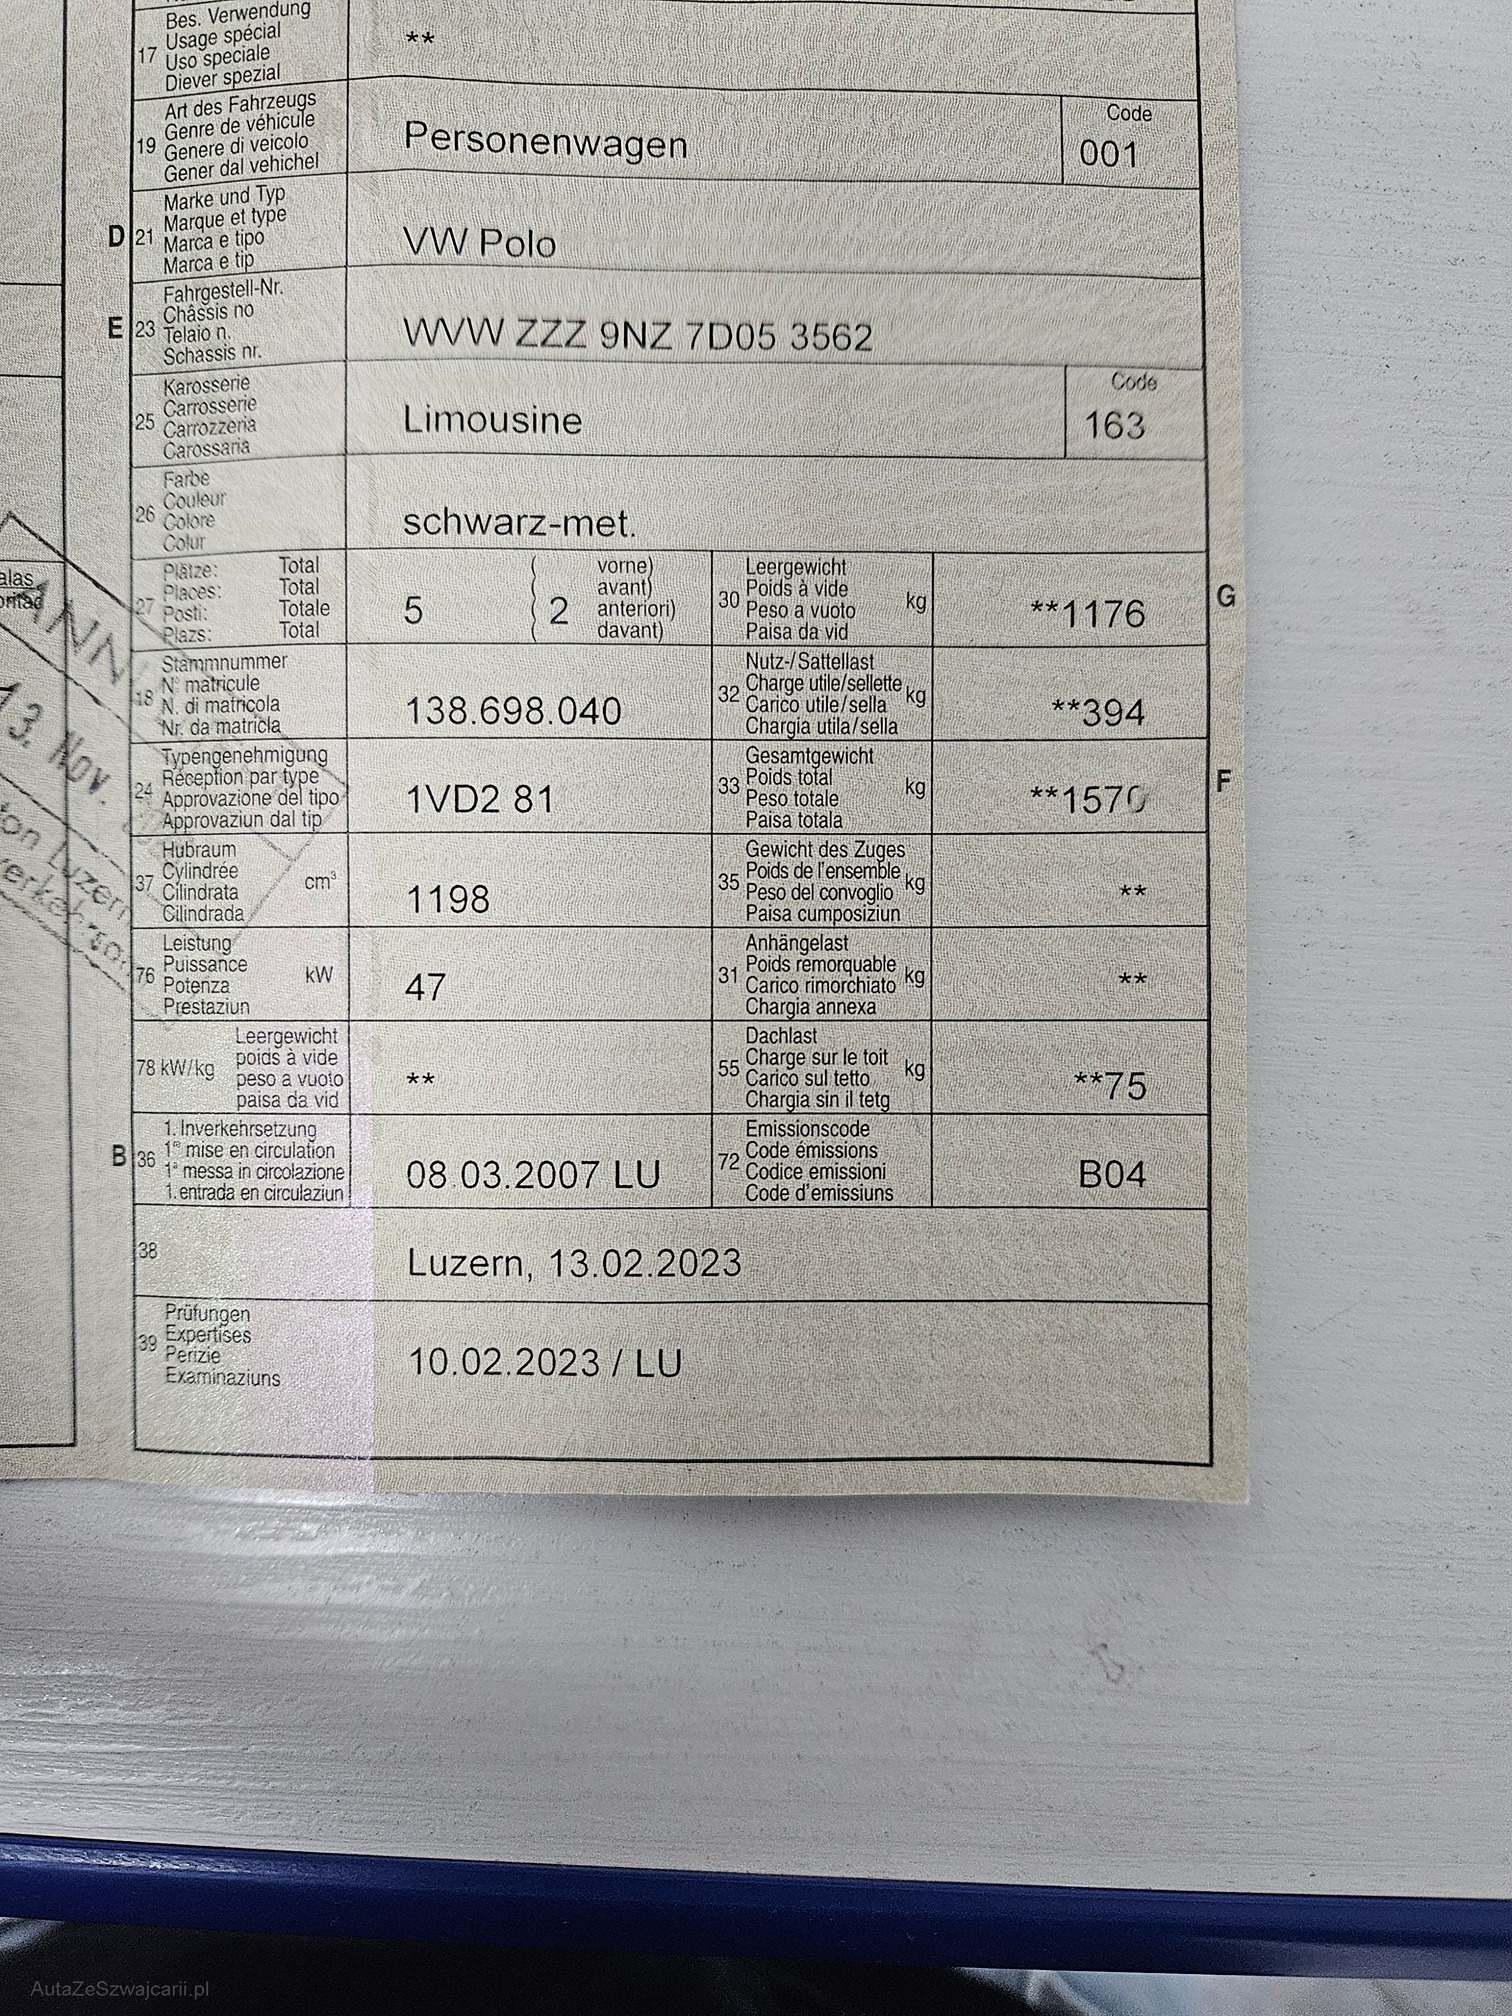 Bes. Verwendung
17 Usage spécial
Uso speciale
Diever spezial
**
Art des Fahrzeugs
19 Genre de véhicule
Genere di veicolo
Gener dal vehichel
Personenwagen
Code
001
Marke und Typ
D 21 Marque et type
Marca e tipo
Marca e tip
VW Polo
Fahrgestell-Nr.
E 23 Châssis no
Telaio n.
Schassis nr.
WVW ZZZ 9NZ 7D05 3562
Karosserie
25 Carrosserie
Carrozzeria
Carossaria
Limousine
Code
163
Farbe
26 Couleur
Colore
Colur
schwarz-met.
Plätze: Total
27 Places: Total
Posti: Totale
Plazs: Total
5 ( 2
vorne)
avant)
anteriori)
davant)
Leergewicht
30 Poids à vide kg
Peso a vuoto
Paisa da vid
**1176 G
Stammnummer
18 N° matricule
N. di matricola
Nr. da matricla
138.698.040
Nutz-/Sattellast
32 Charge utile/sellette kg
Carico utile/sella
Chargia utila/sella
**394
Typengenehmigung
24 Réception par type
Approvazione del tipo
Approvaziun dal tip
1VD2 81
Gesamtgewicht
33 Poids total kg
Peso totale
Paisa totala
**1570 F
Hubraum
37 Cylindrée cm³
Cilindrata
Cilindrada
1198
Gewicht des Zuges
35 Poids de l'ensemble kg
Peso del convoglio
Paisa cumposiziun
**
Leistung
76 Puissance kW
Potenza
Prestaziun
47
Anhängelast
31 Poids remorquable kg
Carico rimorchiato
Chargia annexa
**
Leergewicht
78 kW/kg poids à vide
peso a vuoto
paisa da vid
**
Dachlast
55 Charge sur le toit kg
Carico sul tetto
Chargia sin il tetg
**75
1. Inverkehrsetzung
B 36 1re mise en circulation
1a messa in circolazione
1. entrada en circulaziun
08.03.2007 LU
Emissionscode
72 Code émissions
Codice emissioni
Code d'emissiuns
B04
38 Luzern, 13.02.2023
Prüfungen
39 Expertises
Perizie
Examinaziuns
10.02.2023 / LU
13. Nov.
Luzern
AutaZeSzwajcarii.pl